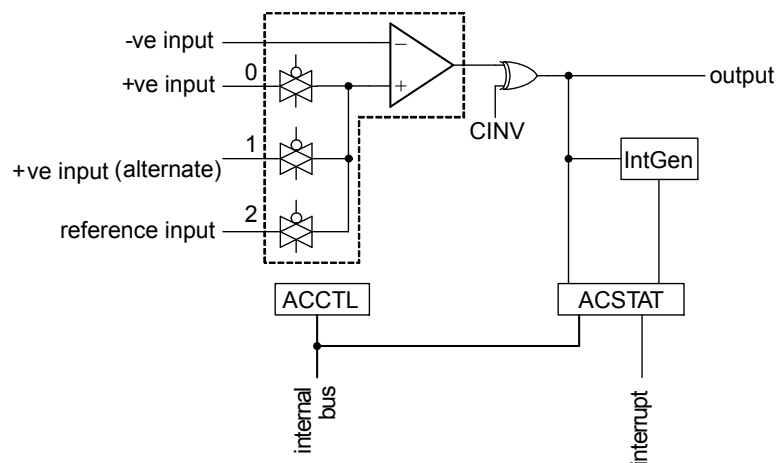 -ve input
−
+ve input
0
+
output
CINV
1
+ve input (alternate)
IntGen
2
reference input
ACCTL
ACSTAT
internal
bus
interrupt